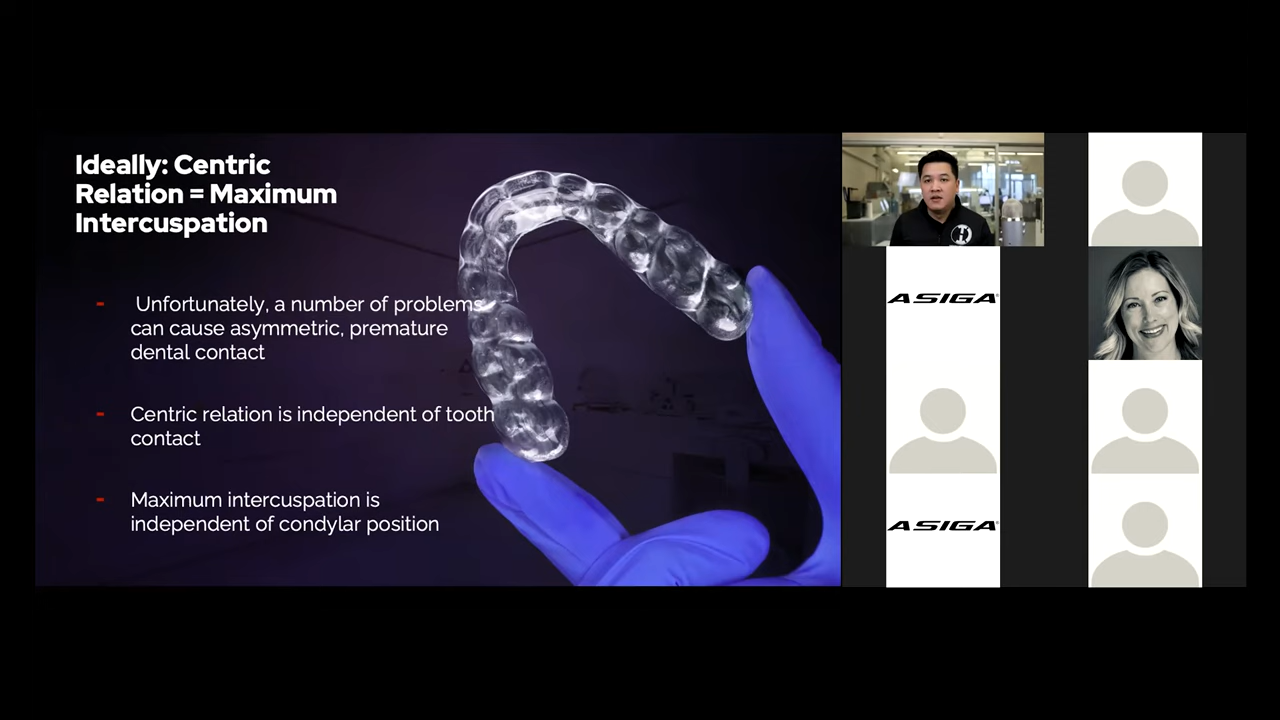 Ideally: Centric
Relation = Maximum
Intercuspation
- Unfortunately, a number of problems
can cause asymmetric, premature
dental contact
- Centric relation is independent of tooth
contact
- Maximum intercuspation is
independent of condylar position
ASIGA®
ASIGA®